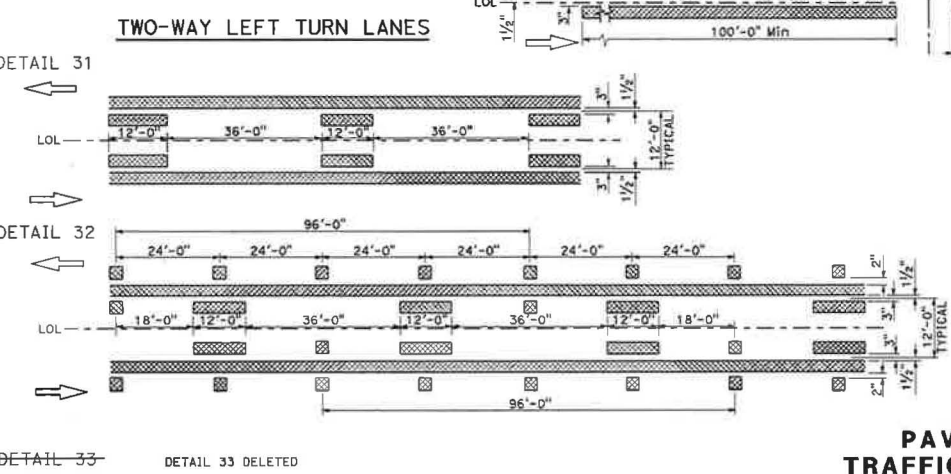 LOL
3"
1½"
100'-0" Min
TWO-WAY LEFT TURN LANES
DETAIL 31
3"
1½"
12'-0" 36'-0" 12'-0" 36'-0"
LOL
12'-0"
TYPICAL
3"
1½"
DETAIL 32
96'-0"
24'-0" 24'-0" 24'-0" 24'-0" 24'-0" 24'-0"
2"
1½"
LOL
18'-0" 12'-0" 36'-0" 12'-0" 36'-0" 12'-0" 18'-0"
3"
3"
12'-0"
TYPICAL
2"
1½"
96'-0"
DETAIL 33 DETAIL 33 DELETED
PAV
TRAFFIC